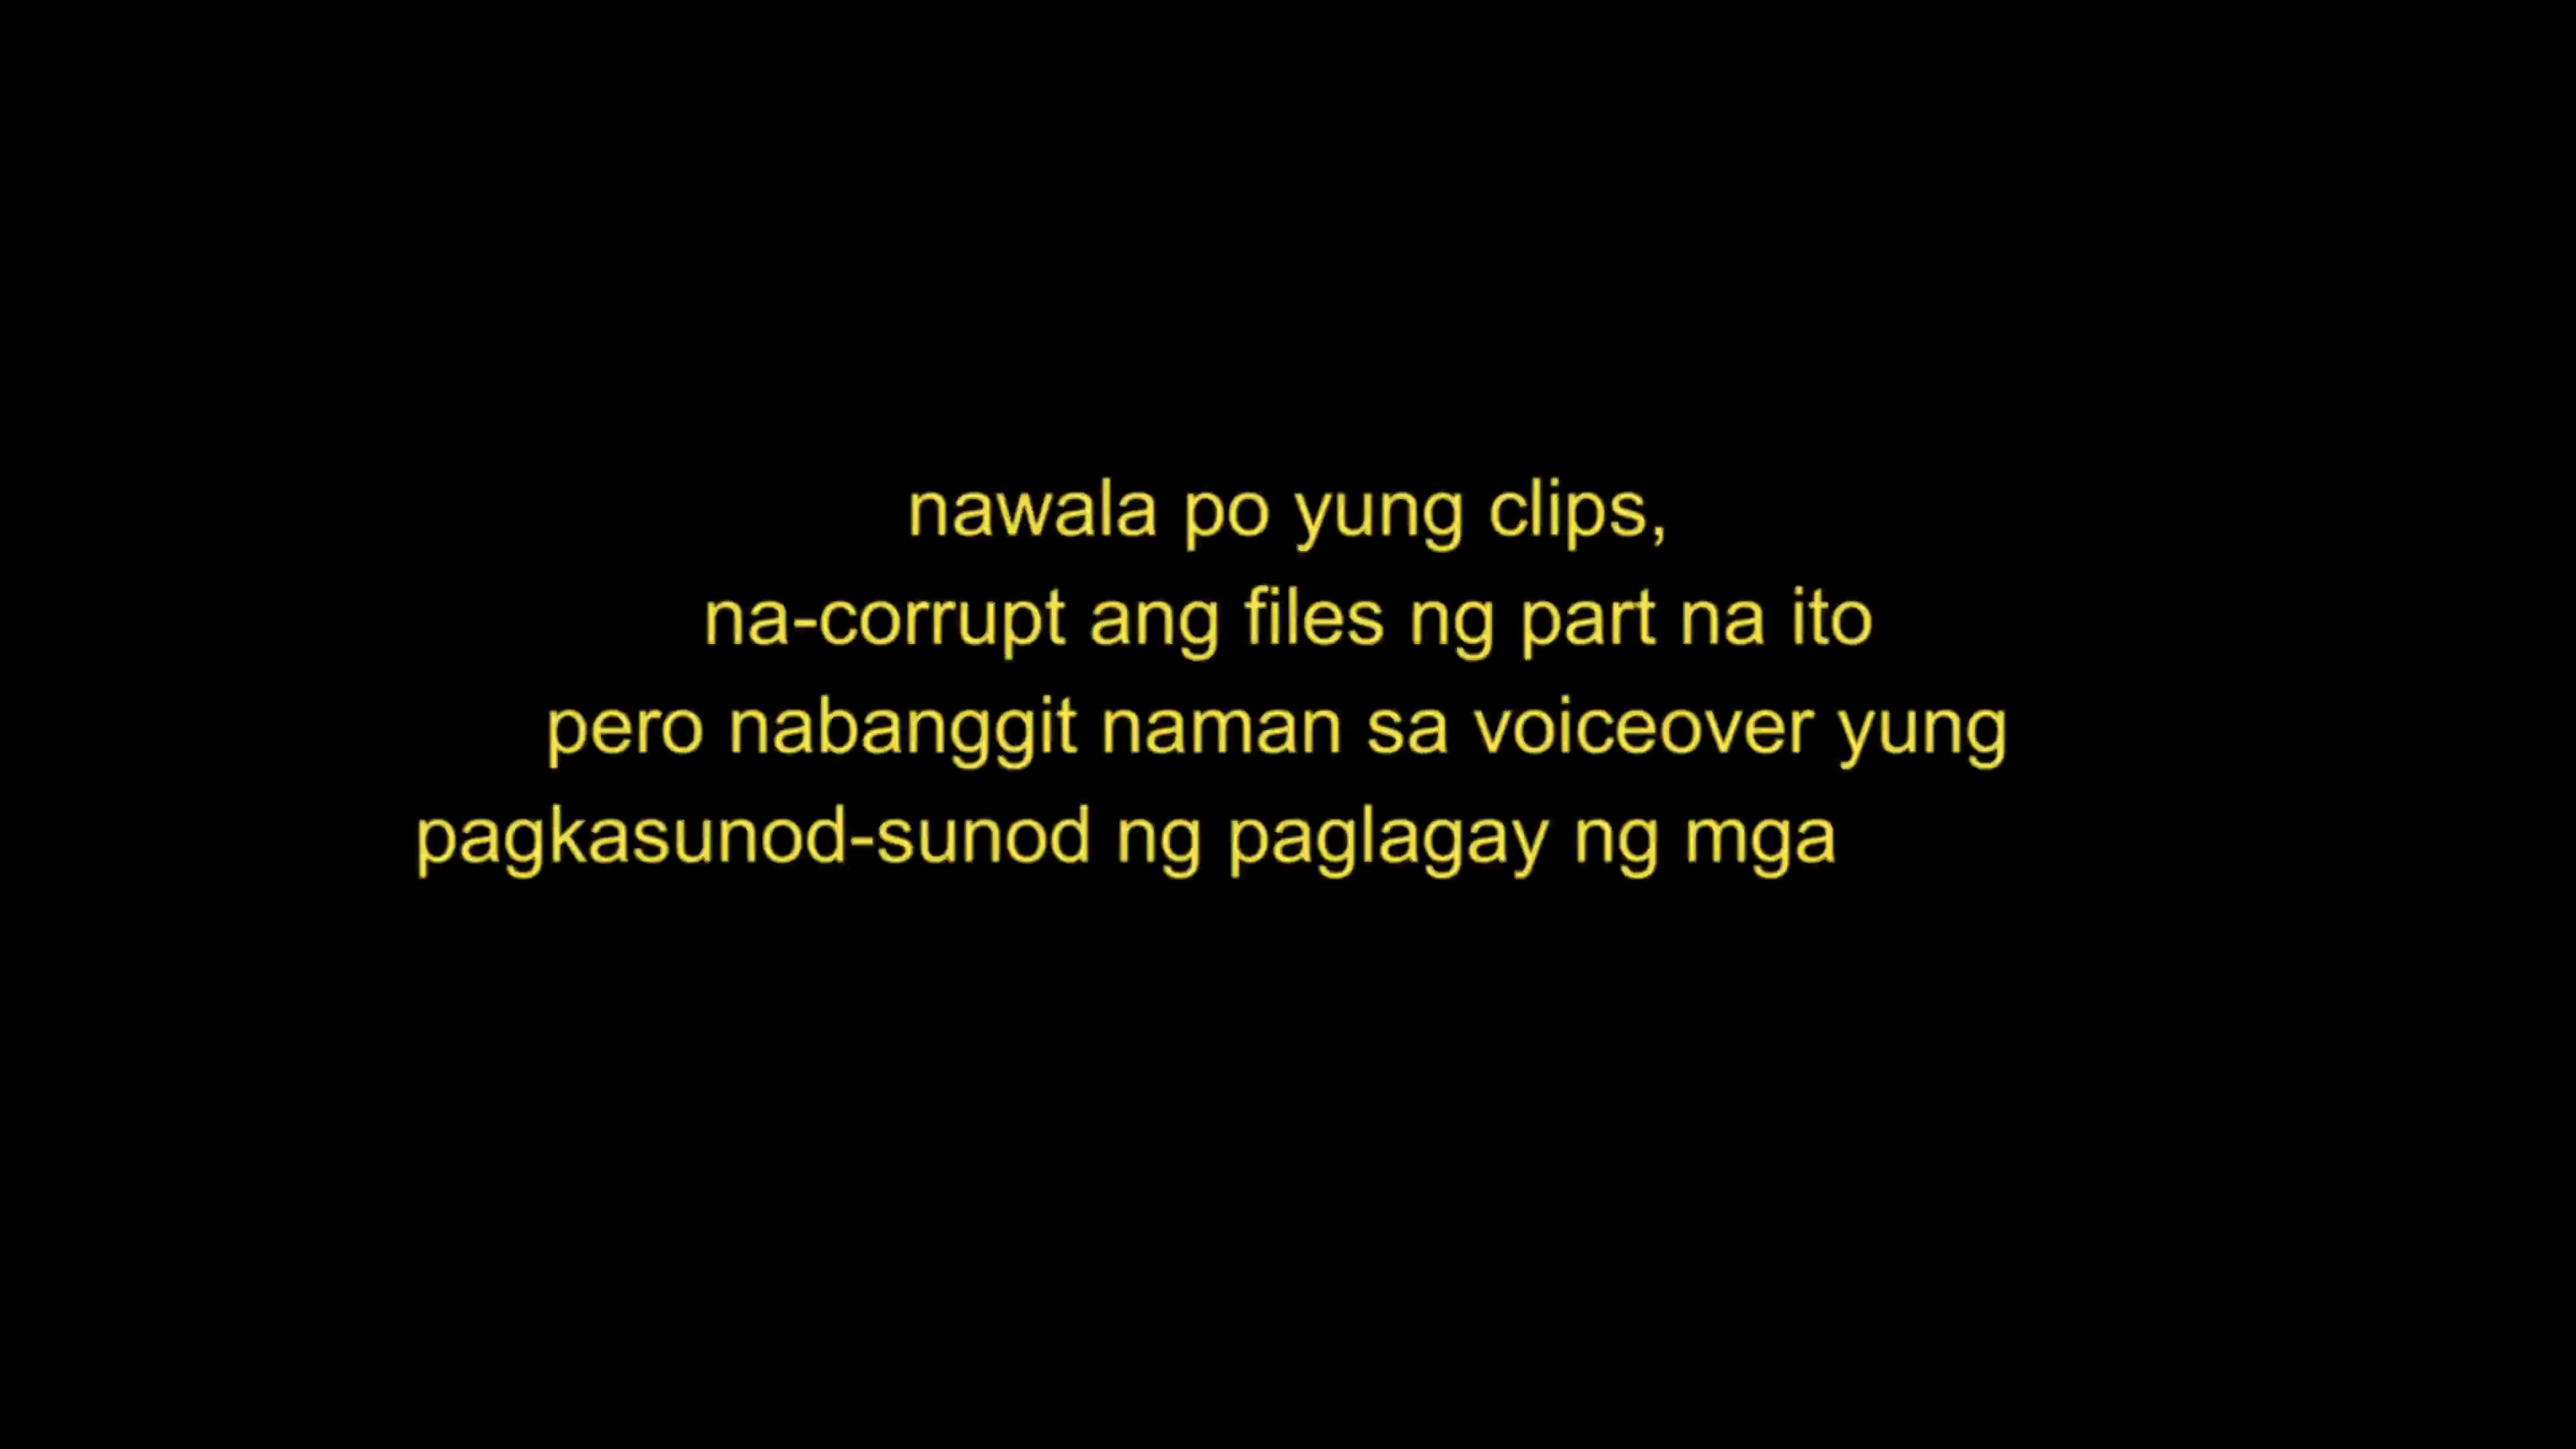 nawala po yung clips,
na-corrupt ang files ng part na ito
pero nabanggit naman sa voiceover yung
pagkasunod-sunod ng paglagay ng mga